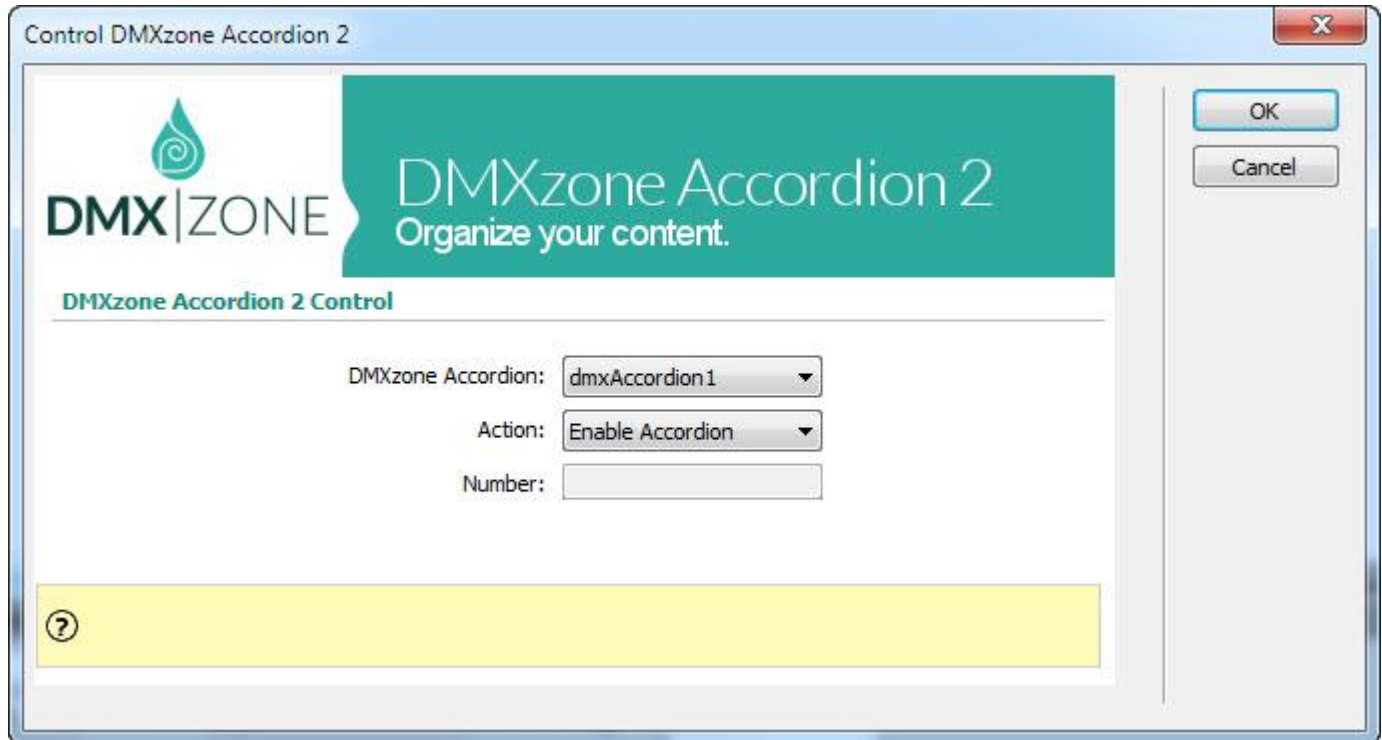 Control DMXzone Accordion 2
DMX|ZONE
DMXzone Accordion 2
Organize your content.
OK
Cancel
DMXzone Accordion 2 Control
DMXzone Accordion: dmxAccordion1
Action: Enable Accordion
Number:
?